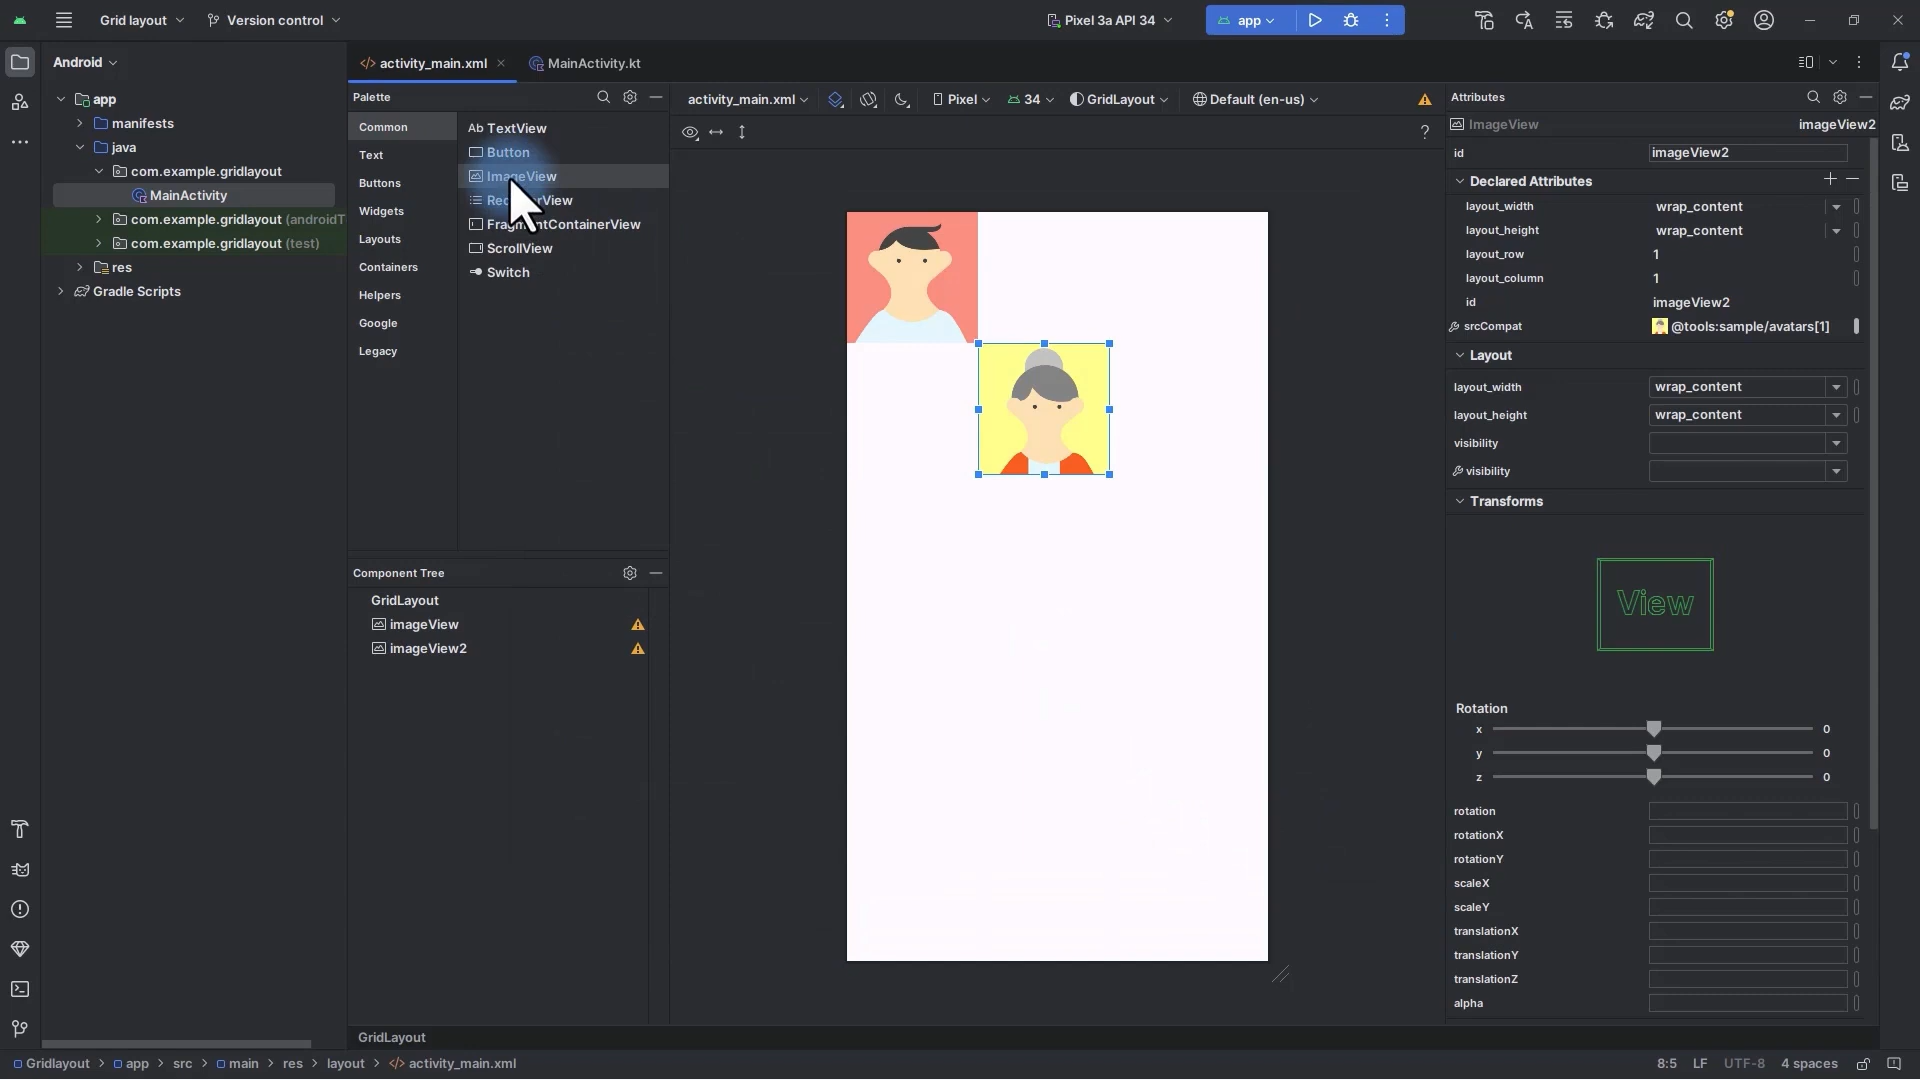 Grid layout
Version control
Pixel 3a API 34
app
Android
activity_main.xml
MainActivity.kt
app
manifests
java
com.example.gridlayout
MainActivity
com.example.gridlayout (androidT
com.example.gridlayout (test)
res
Gradle Scripts
Palette
Common
Text
Buttons
Widgets
Layouts
Containers
Helpers
Google
Legacy
Ab TextView
Button
ImageView
FragmentContainerView
ScrollView
Switch
Component Tree
GridLayout
imageView
imageView2
activity_main.xml
Pixel
34
GridLayout
Default (en-us)
?
Attributes
ImageView
imageView2
id
imageView2
Declared Attributes
layout_width
wrap_content
layout_height
wrap_content
layout_row
1
layout_column
1
id
imageView2
srcCompat
@tools:sample/avatars[1]
Layout
layout_width
wrap_content
layout_height
wrap_content
visibility
visibility
Transforms
View
Rotation
x
0
y
0
z
0
rotation
rotationX
rotationY
scaleX
scaleY
translationX
translationY
translationZ
alpha
GridLayout
Gridlayout > app > src > main > res > layout > activity_main.xml
8:5 LF UTF-8 4 spaces